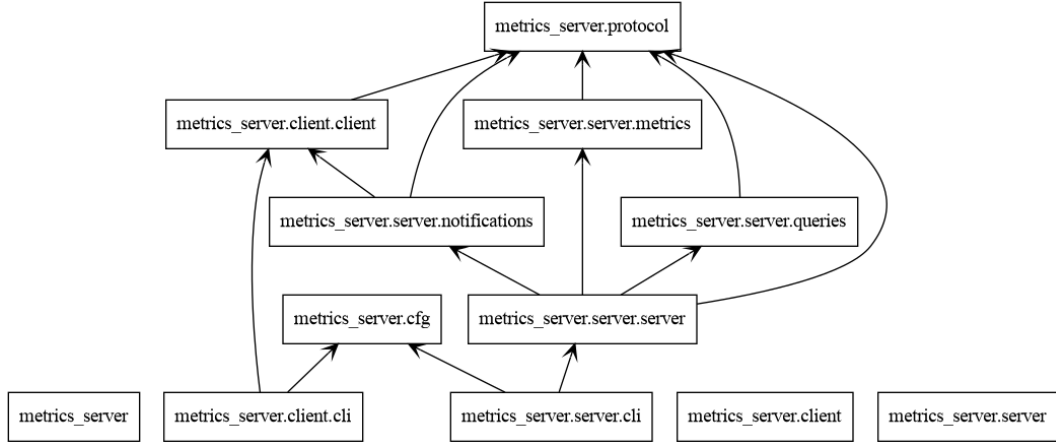 metrics_server.protocol
metrics_server.client.client
metrics_server.server.metrics
metrics_server.server.notifications
metrics_server.server.queries
metrics_server.cfg
metrics_server.server.server
metrics_server
metrics_server.client.cli
metrics_server.server.cli
metrics_server.client
metrics_server.server